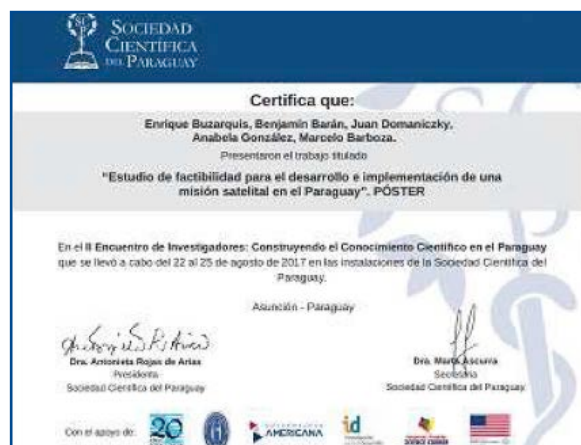 SOCIEDAD
CIENTÍFICA
DEL PARAGUAY
Certifica que:
Enrique Buzarquis, Benjamín Barán, Juan Domaniczky,
Anabela González, Marcelo Barboza.
Presentaron el trabajo titulado
"Estudio de factibilidad para el desarrollo e implementación de una
misión satelital en el Paraguay". PÓSTER
En el II Encuentro de Investigadores: Construyendo el Conocimiento Científico en el Paraguay
que se llevó a cabo del 22 al 25 de agosto de 2017 en las instalaciones de la Sociedad Científica del
Paraguay.
Asunción - Paraguay
Dra. Antonieta Rojas de Arias
Presidenta
Sociedad Científica del Paraguay
Dra. Marta Ascurra
Secretaria
Sociedad Científica del Paraguay
Con el apoyo de:
20
AMERICANA
id